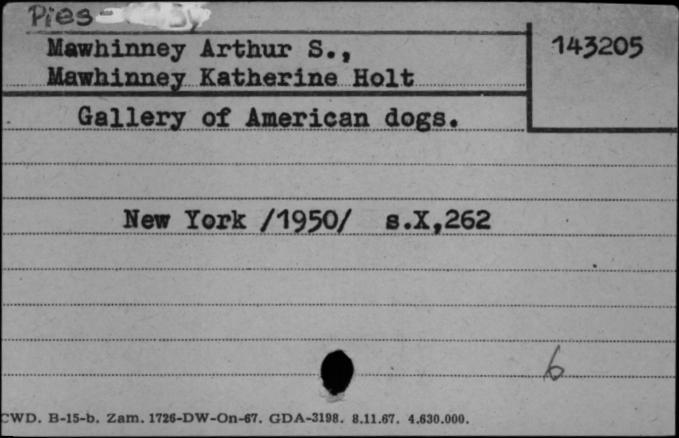 Pies-
Mawhinney Arthur S.,
143205
Mawhinney Katherine Holt
Gallery of American dogs.
New York /1950/ s.X,262
6
CWD. B-15-b. Zam. 1726-DW-On-67. GDA-3198. 8.11.67. 4.630.000.